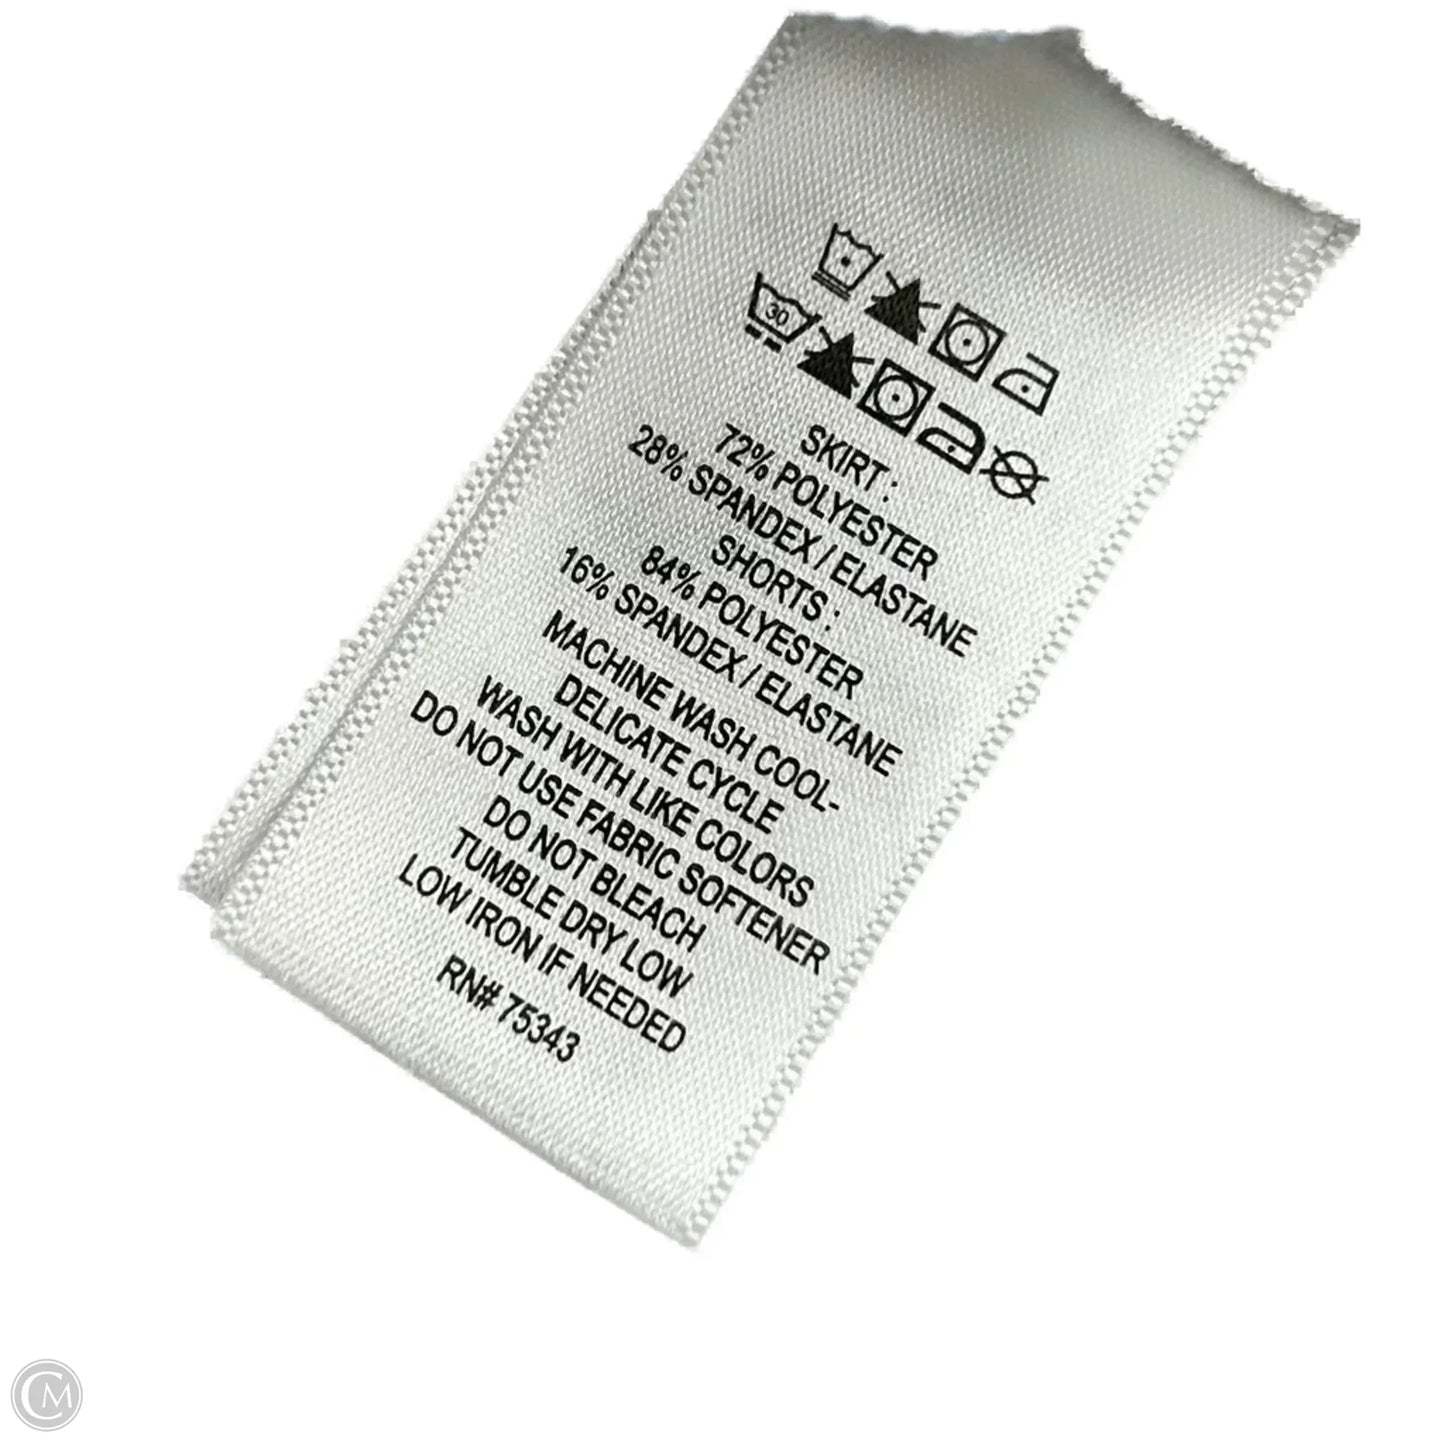 30
SKIRT :
72% POLYESTER
28% SPANDEX / ELASTANE
SHORTS :
84% POLYESTER
16% SPANDEX / ELASTANE
MACHINE WASH COOL-
DELICATE CYCLE
WASH WITH LIKE COLORS
DO NOT USE FABRIC SOFTENER
DO NOT BLEACH
TUMBLE DRY LOW
LOW IRON IF NEEDED
RN# 75343
CM